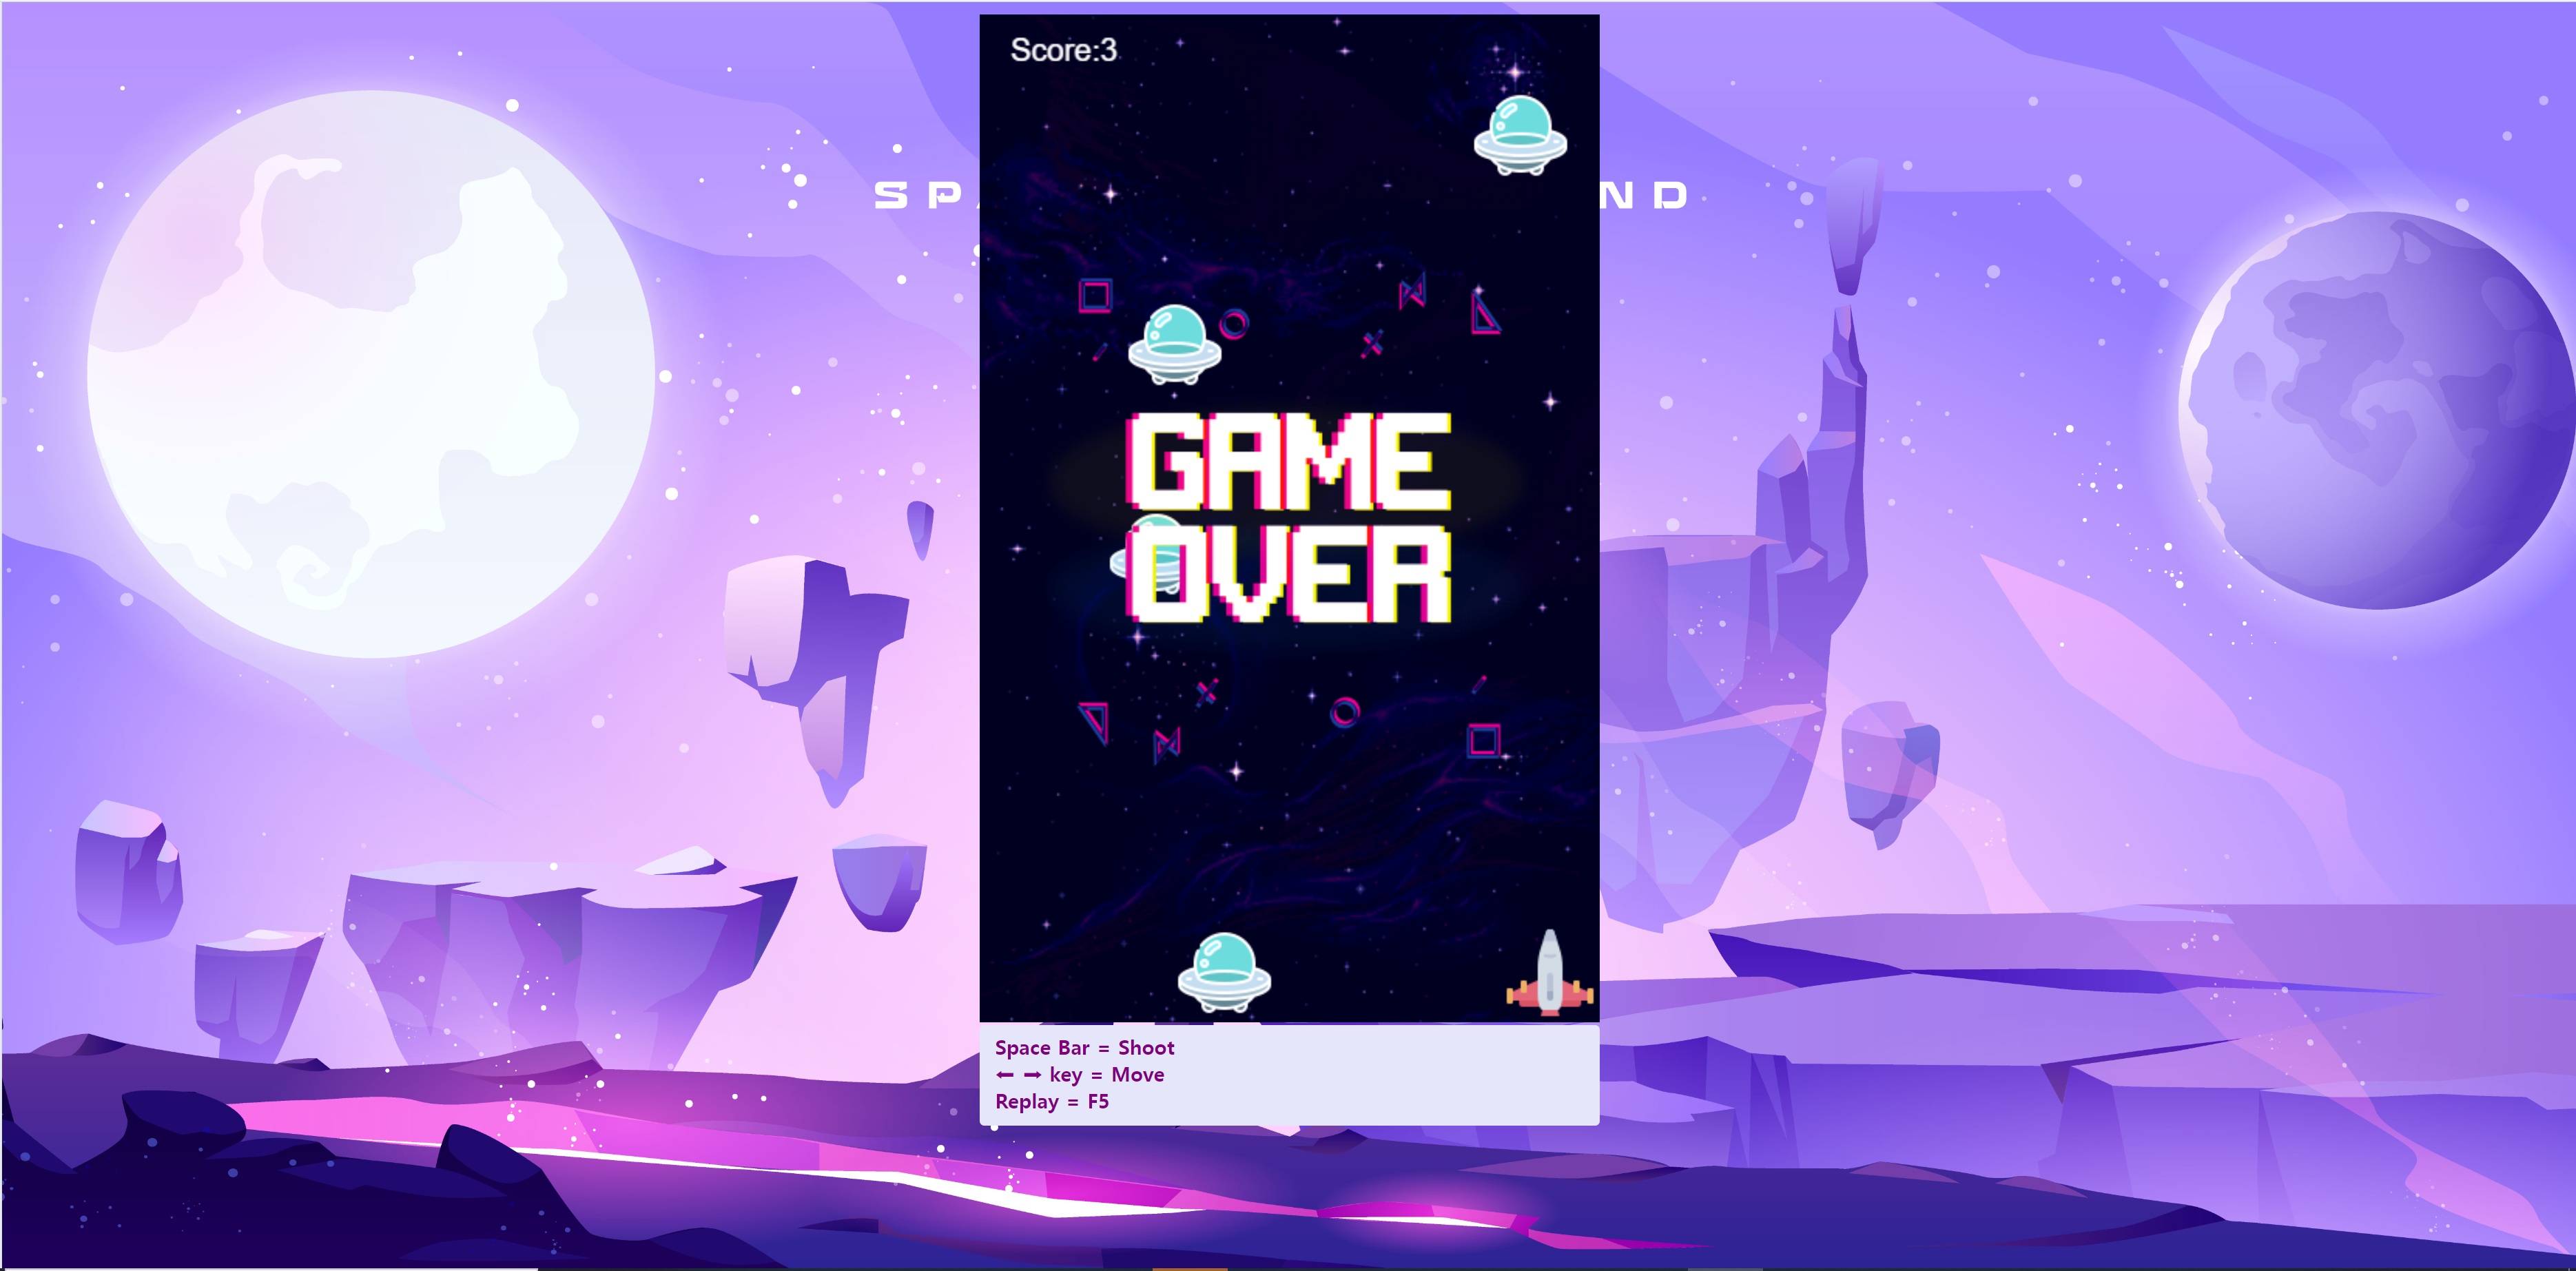 Score:3
GAME
OVER
Space Bar = Shoot
← → key = Move
Replay = F5